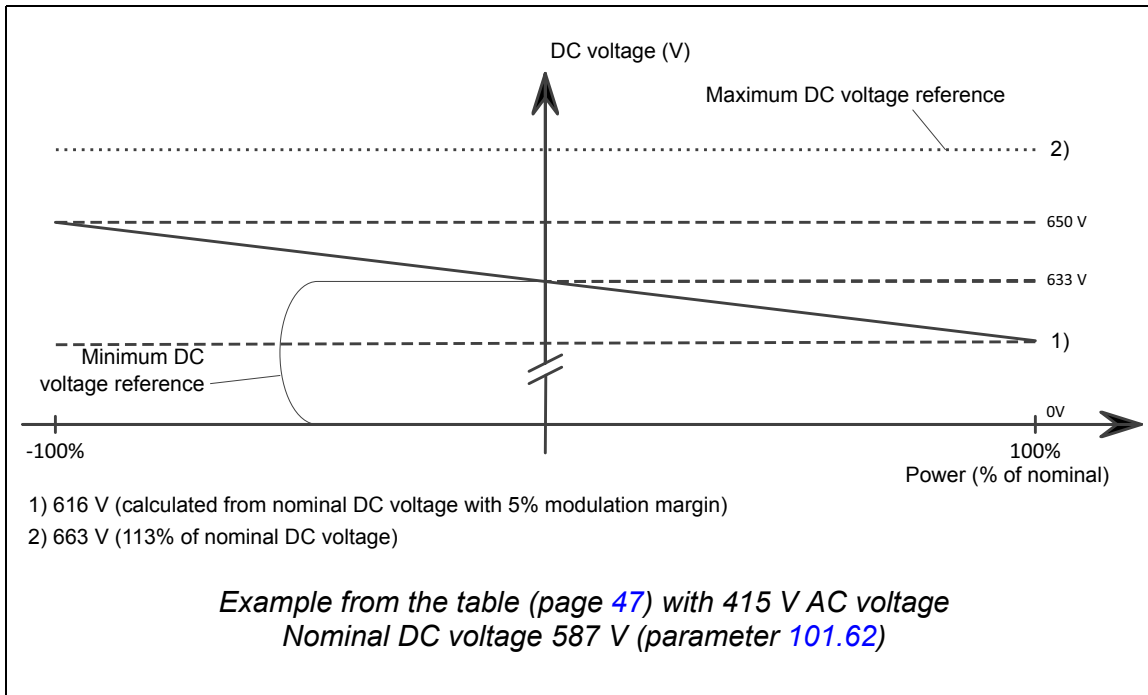 DC voltage (V)
Maximum DC voltage reference
2)
650 V
633 V
1)
Minimum DC
voltage reference
0V
-100%
100%
Power (% of nominal)
1) 616 V (calculated from nominal DC voltage with 5% modulation margin)
2) 663 V (113% of nominal DC voltage)
Example from the table (page 47) with 415 V AC voltage
Nominal DC voltage 587 V (parameter 101.62)